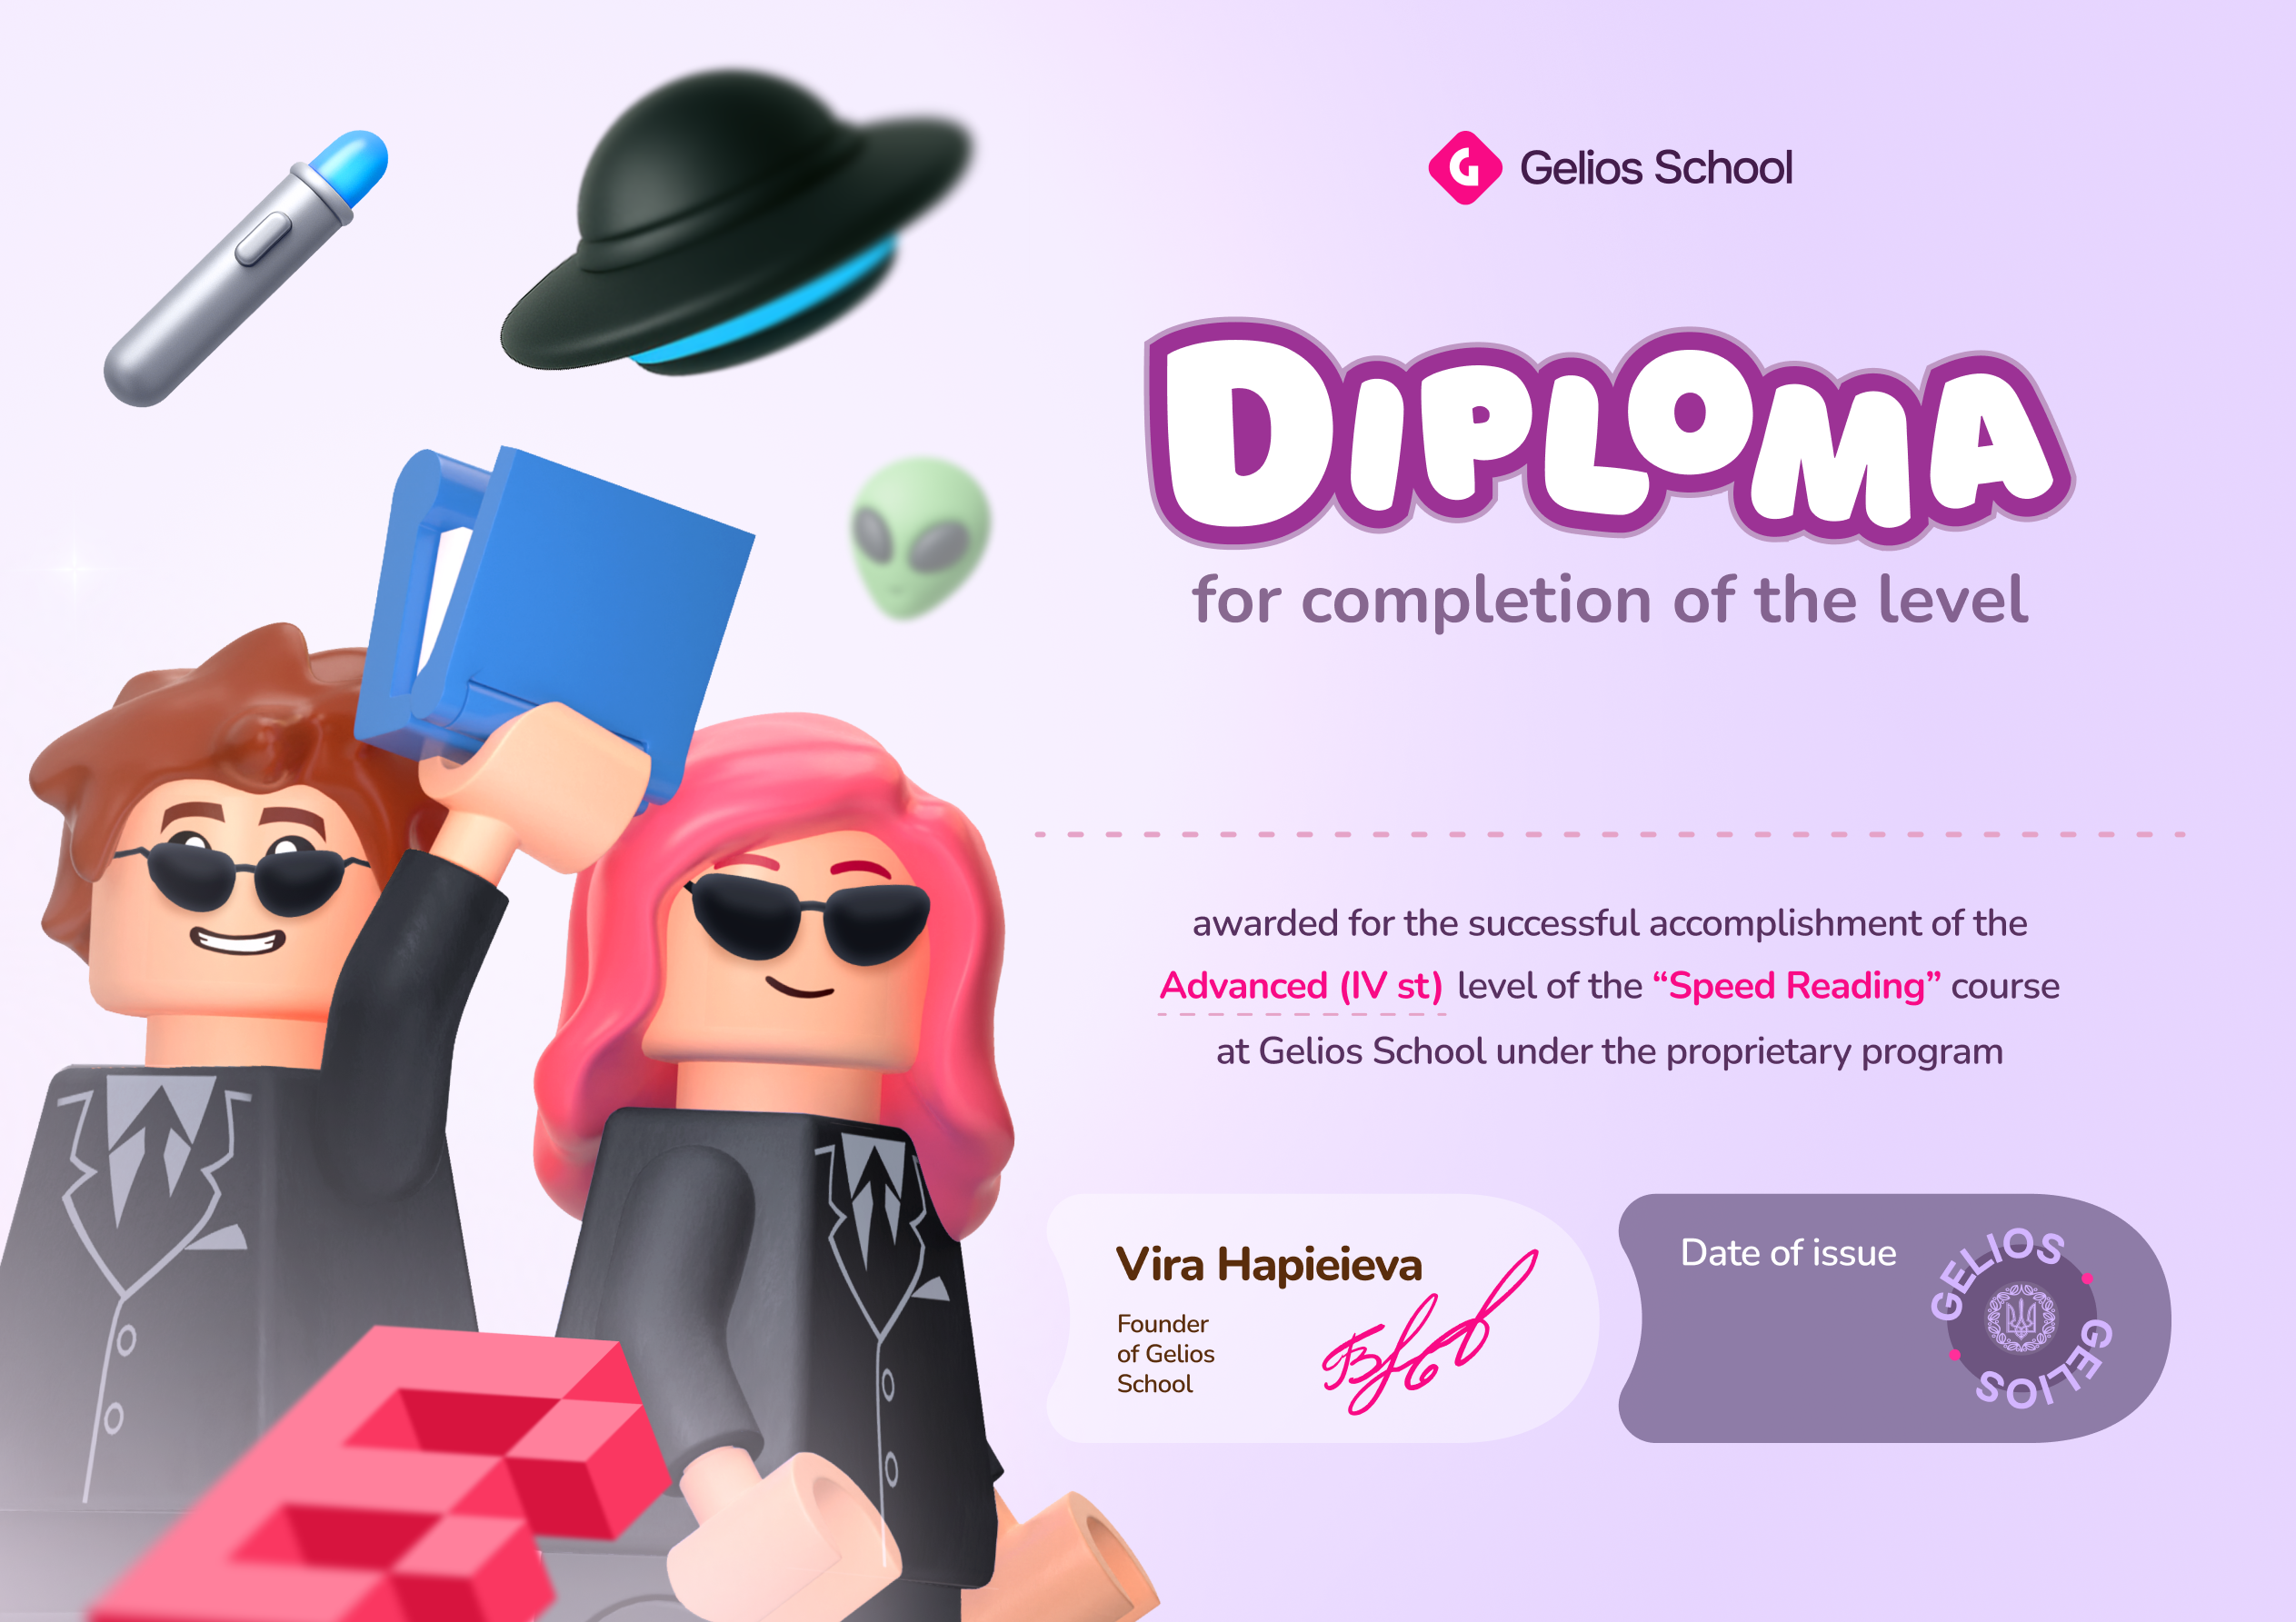 Gelios School
DIPLOMA
for completion of the level
awarded for the successful accomplishment of the
Advanced (IV st) level of the “Speed Reading” course
at Gelios School under the proprietary program
Vira Hapieieva
Founder
of Gelios
School
Date of issue
GELIOS
GELIOS